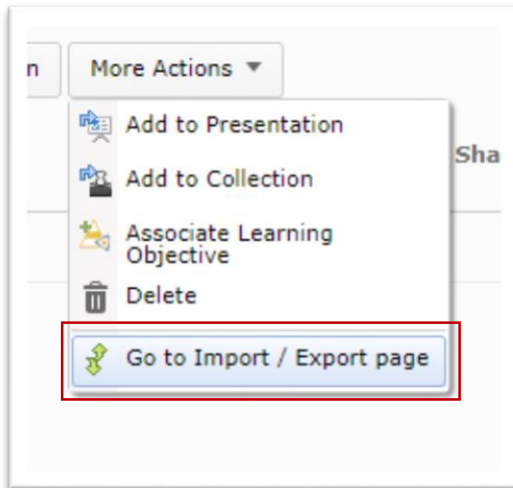 n More Actions
Add to Presentation
Sha
Add to Collection
Associate Learning
Objective
Delete
Go to Import / Export page